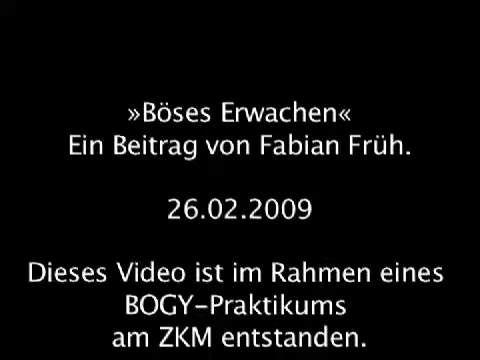 »Böses Erwachen«
Ein Beitrag von Fabian Früh.
26.02.2009
Dieses Video ist im Rahmen eines
BOGY-Praktikums
am ZKM entstanden.